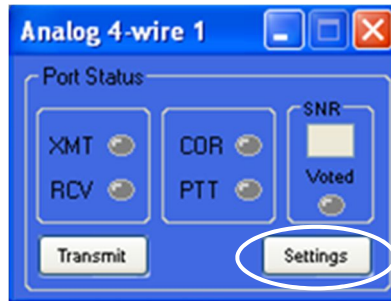 Analog 4-wire 1
Port Status
SNR
XMT COR
Voted
RCV PTT
Transmit Settings